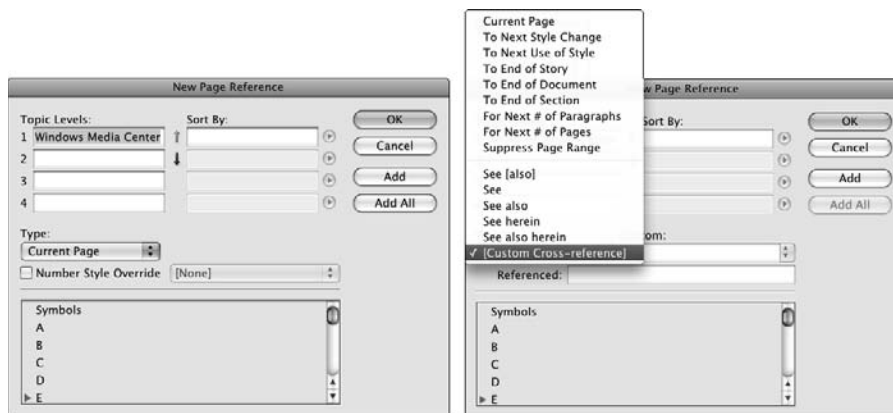 New Page Reference
Topic Levels:
Sort By:
1 Windows Media Center
2
3
4
OK
Cancel
Add
Add All
Type:
Current Page
Number Style Override
[None]
Symbols
A
B
C
D
E
Current Page
To Next Style Change
To Next Use of Style
To End of Story
To End of Document
To End of Section
For Next # of Paragraphs
For Next # of Pages
Suppress Page Range
See [also]
See
See also
See herein
See also herein
[Custom Cross-reference]
w Page Reference
Sort By:
OK
Cancel
Add
Add All
om:
Referenced:
Symbols
A
B
C
D
E